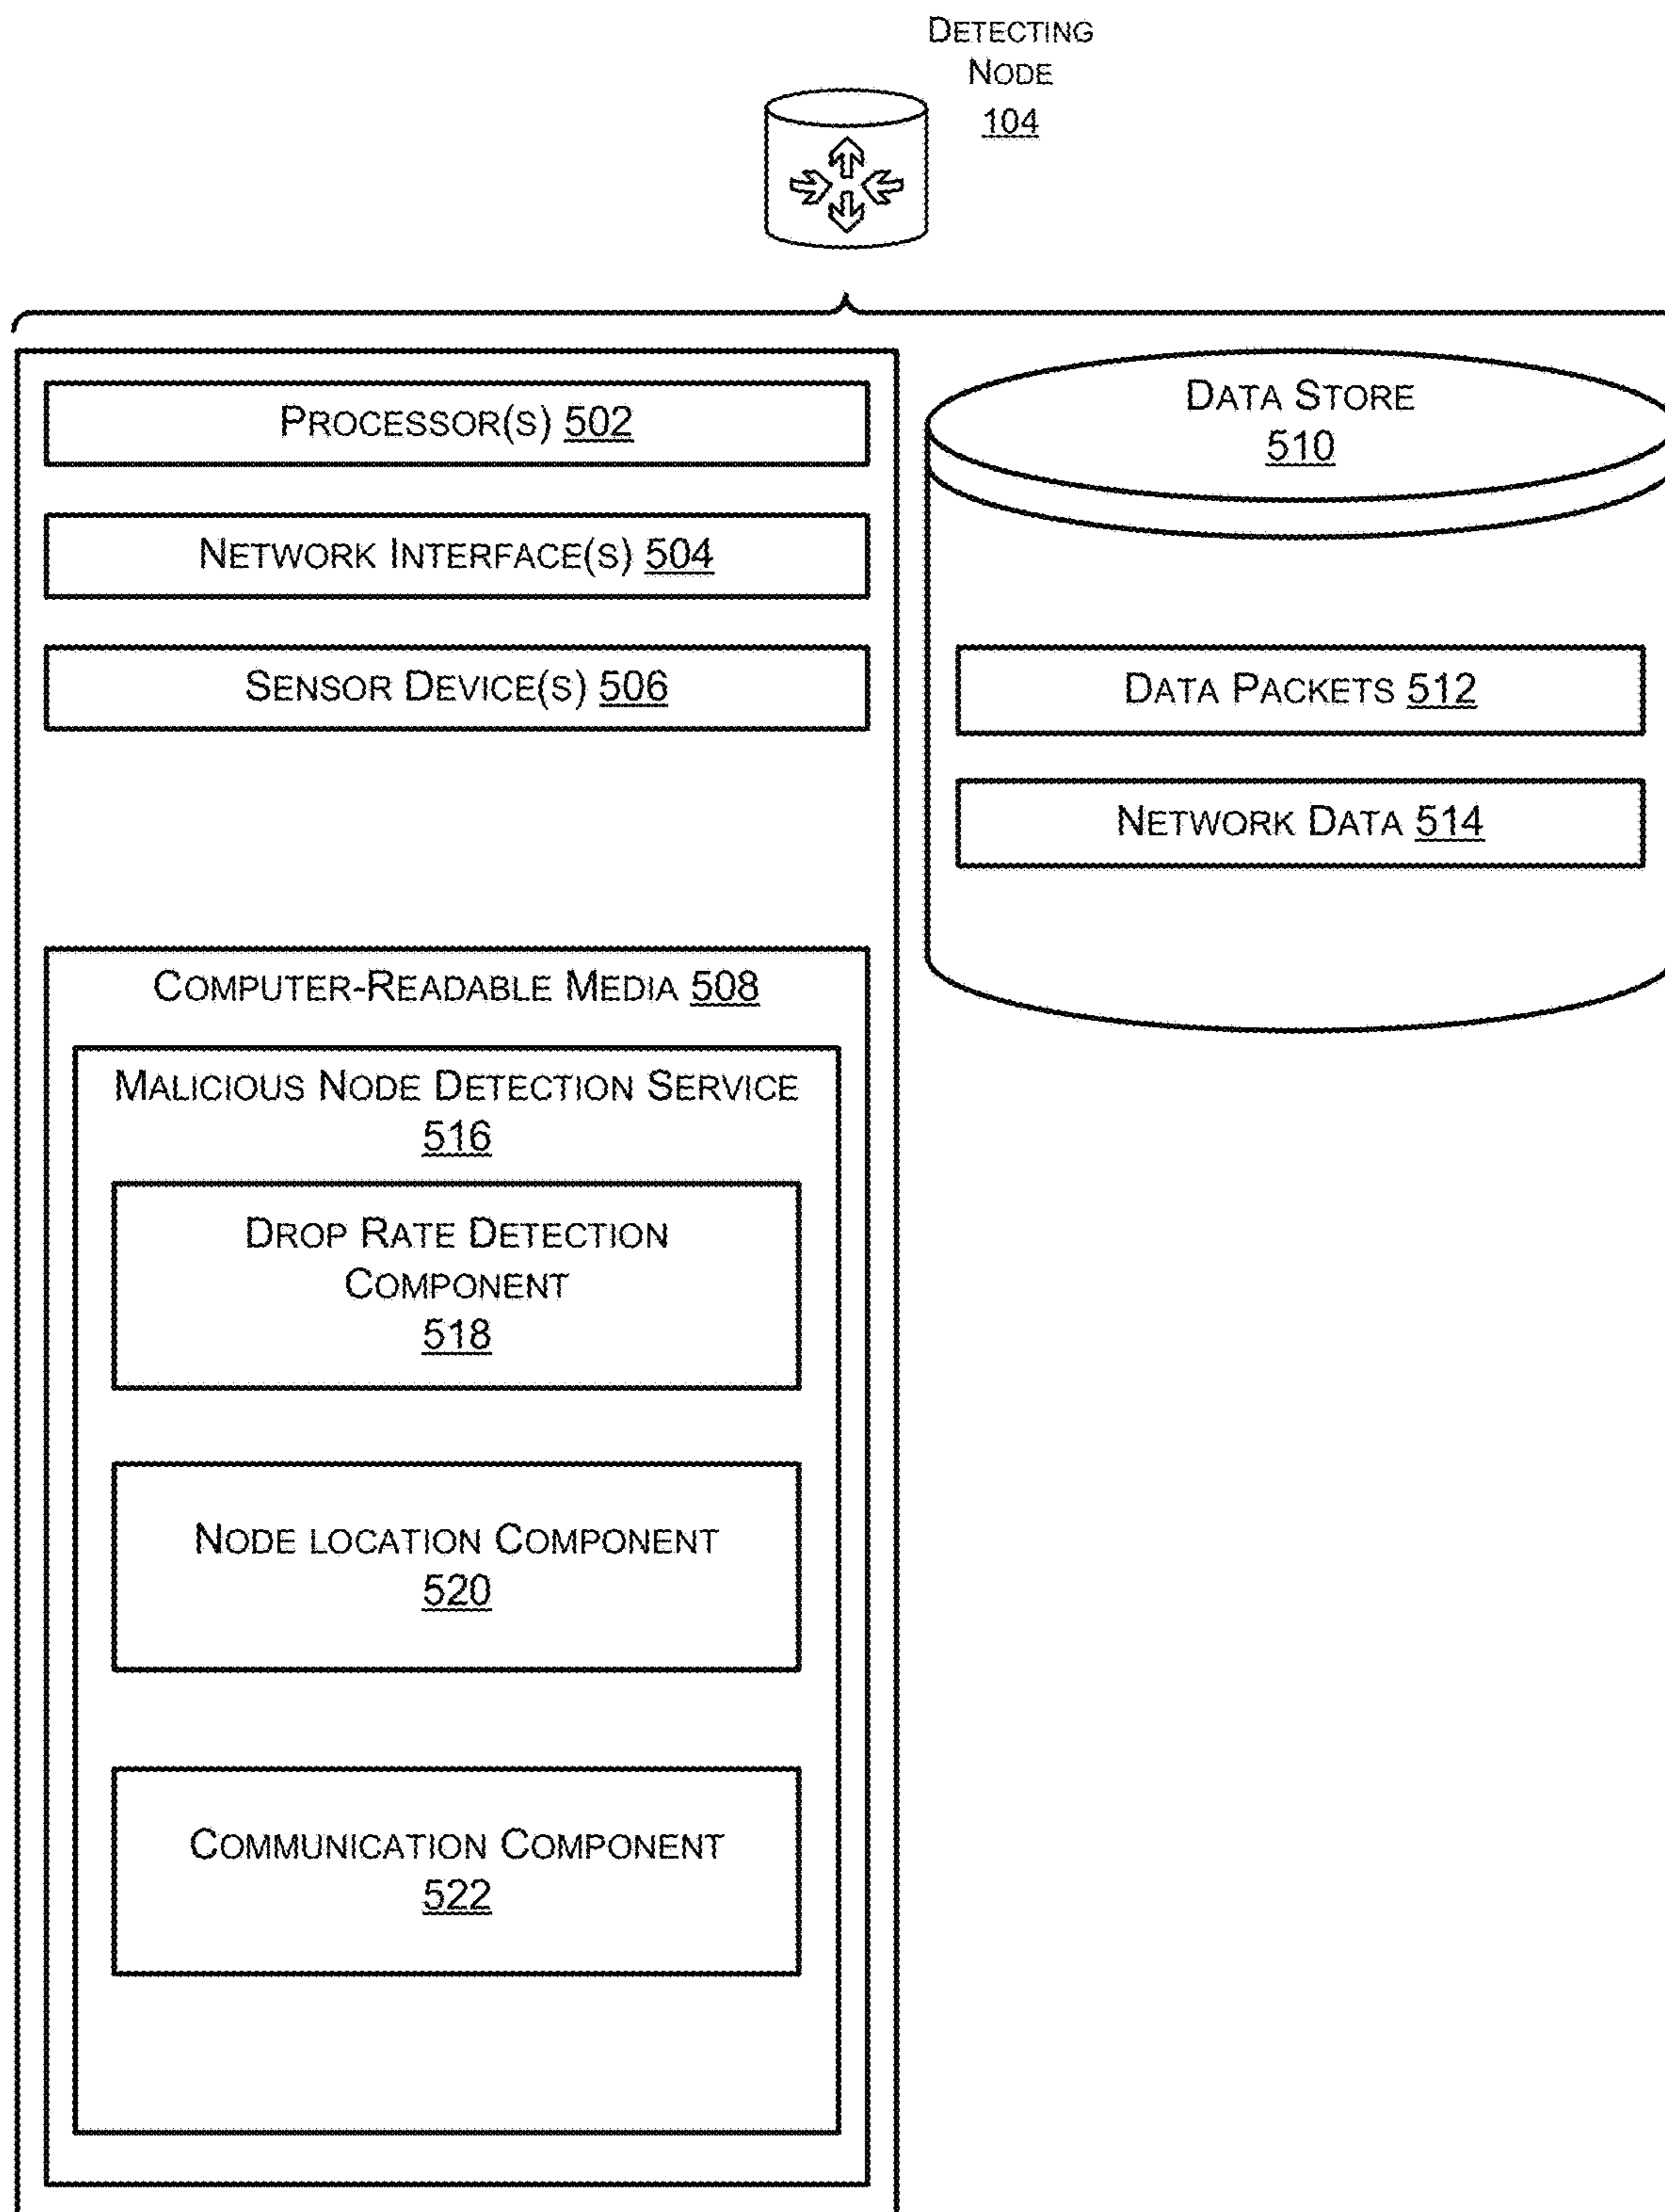 DETECTING
NODE
104
PROCESSOR(S) 502
NETWORK INTERFACE(S) 504
SENSOR DEVICE(S) 506
COMPUTER-READABLE MEDIA 508
MALICIOUS NODE DETECTION SERVICE
516
DROP RATE DETECTION
COMPONENT
518
NODE LOCATION COMPONENT
520
COMMUNICATION COMPONENT
522
DATA STORE
510
DATA PACKETS 512
NETWORK DATA 514